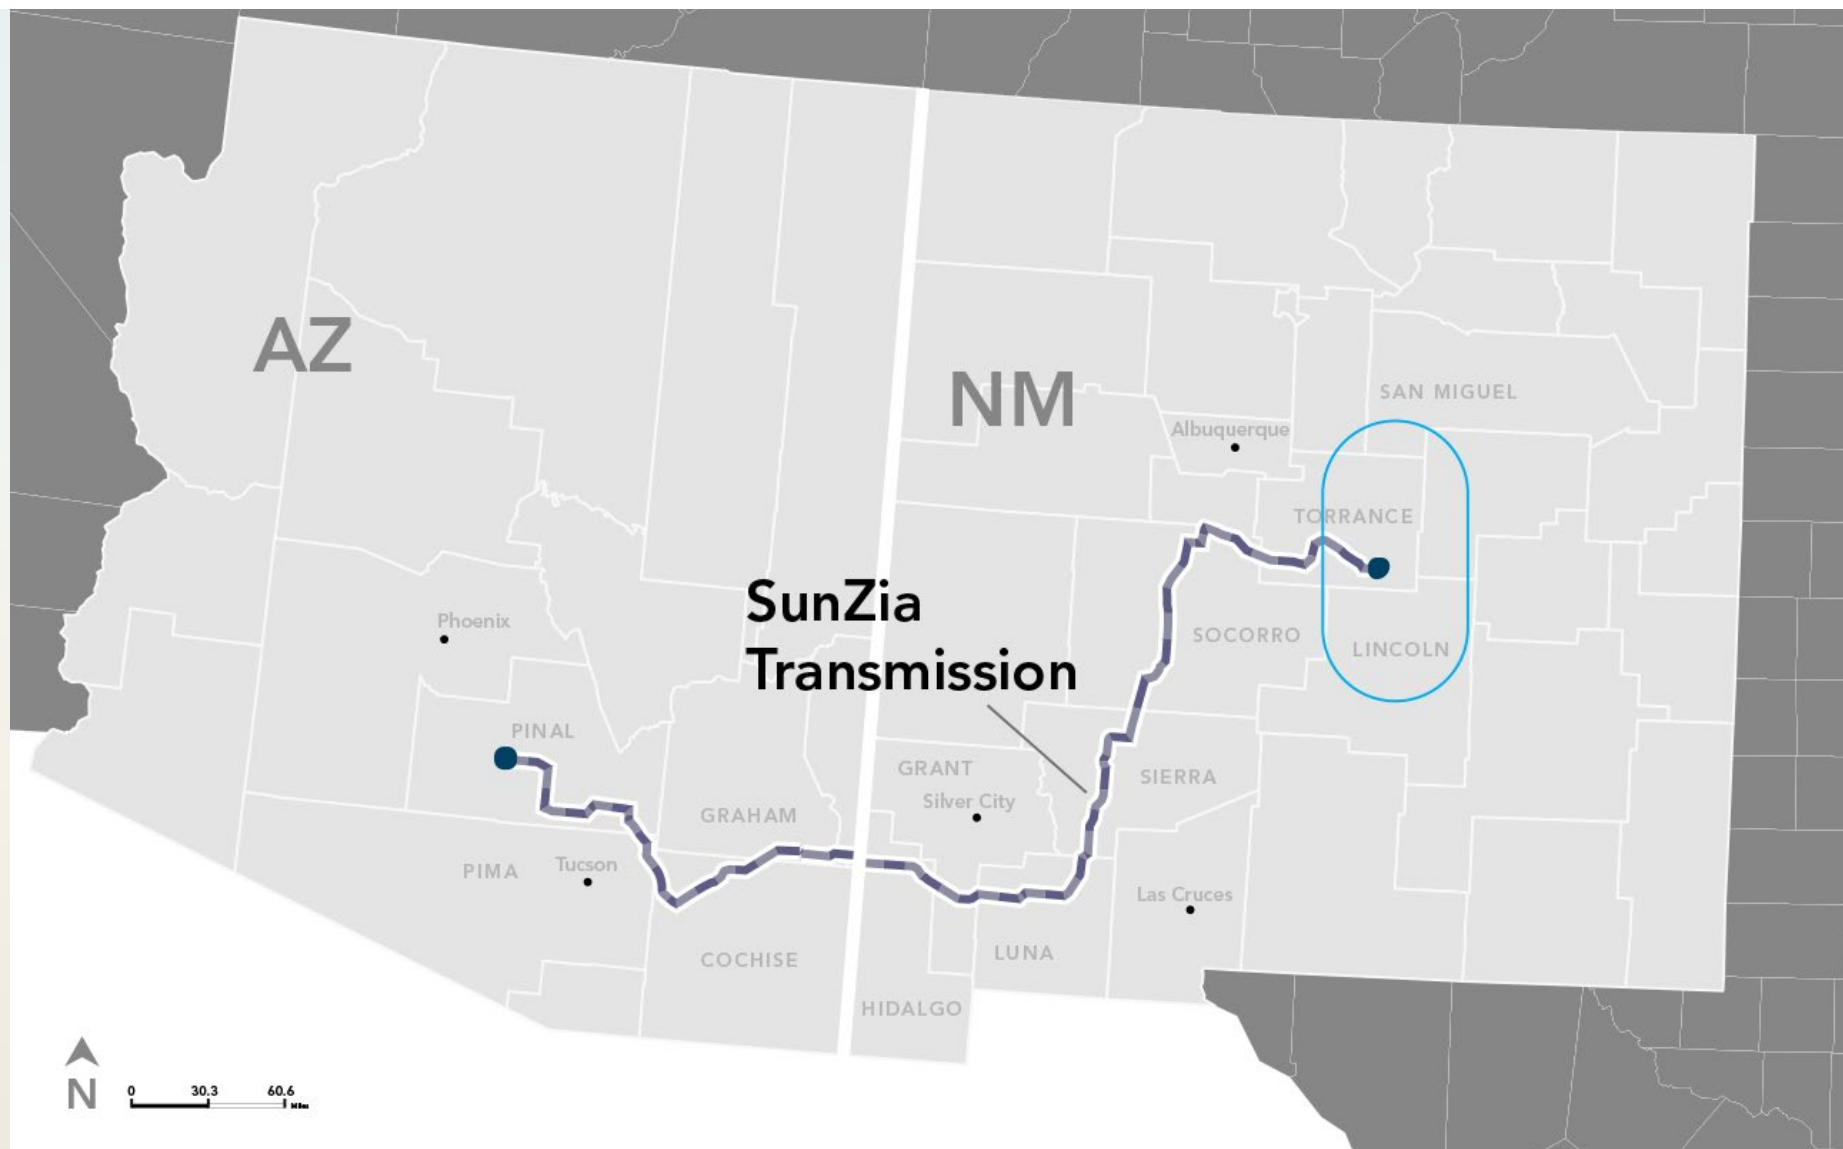 AZ
NM
SAN MIGUEL
Albuquerque
TORRANCE
SunZia
Transmission
Phoenix
SOCORRO
LINCOLN
PINAL
GRANT
SIERRA
Silver City
GRAHAM
PIMA
Tucson
Las Cruces
COCHISE
LUNA
HIDALGO
N
0 30.3 60.6
Miles